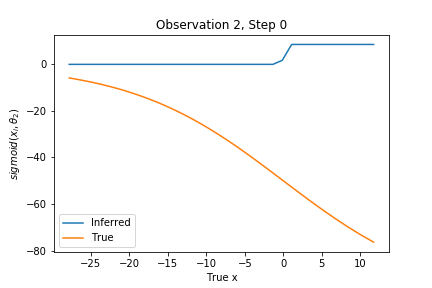 Observation 2, Step 0
sigmoid(xᵢ, θ₂)
0
−20
−40
−60
−80
Inferred
True
−25 −20 −15 −10 −5 0 5 10
True x